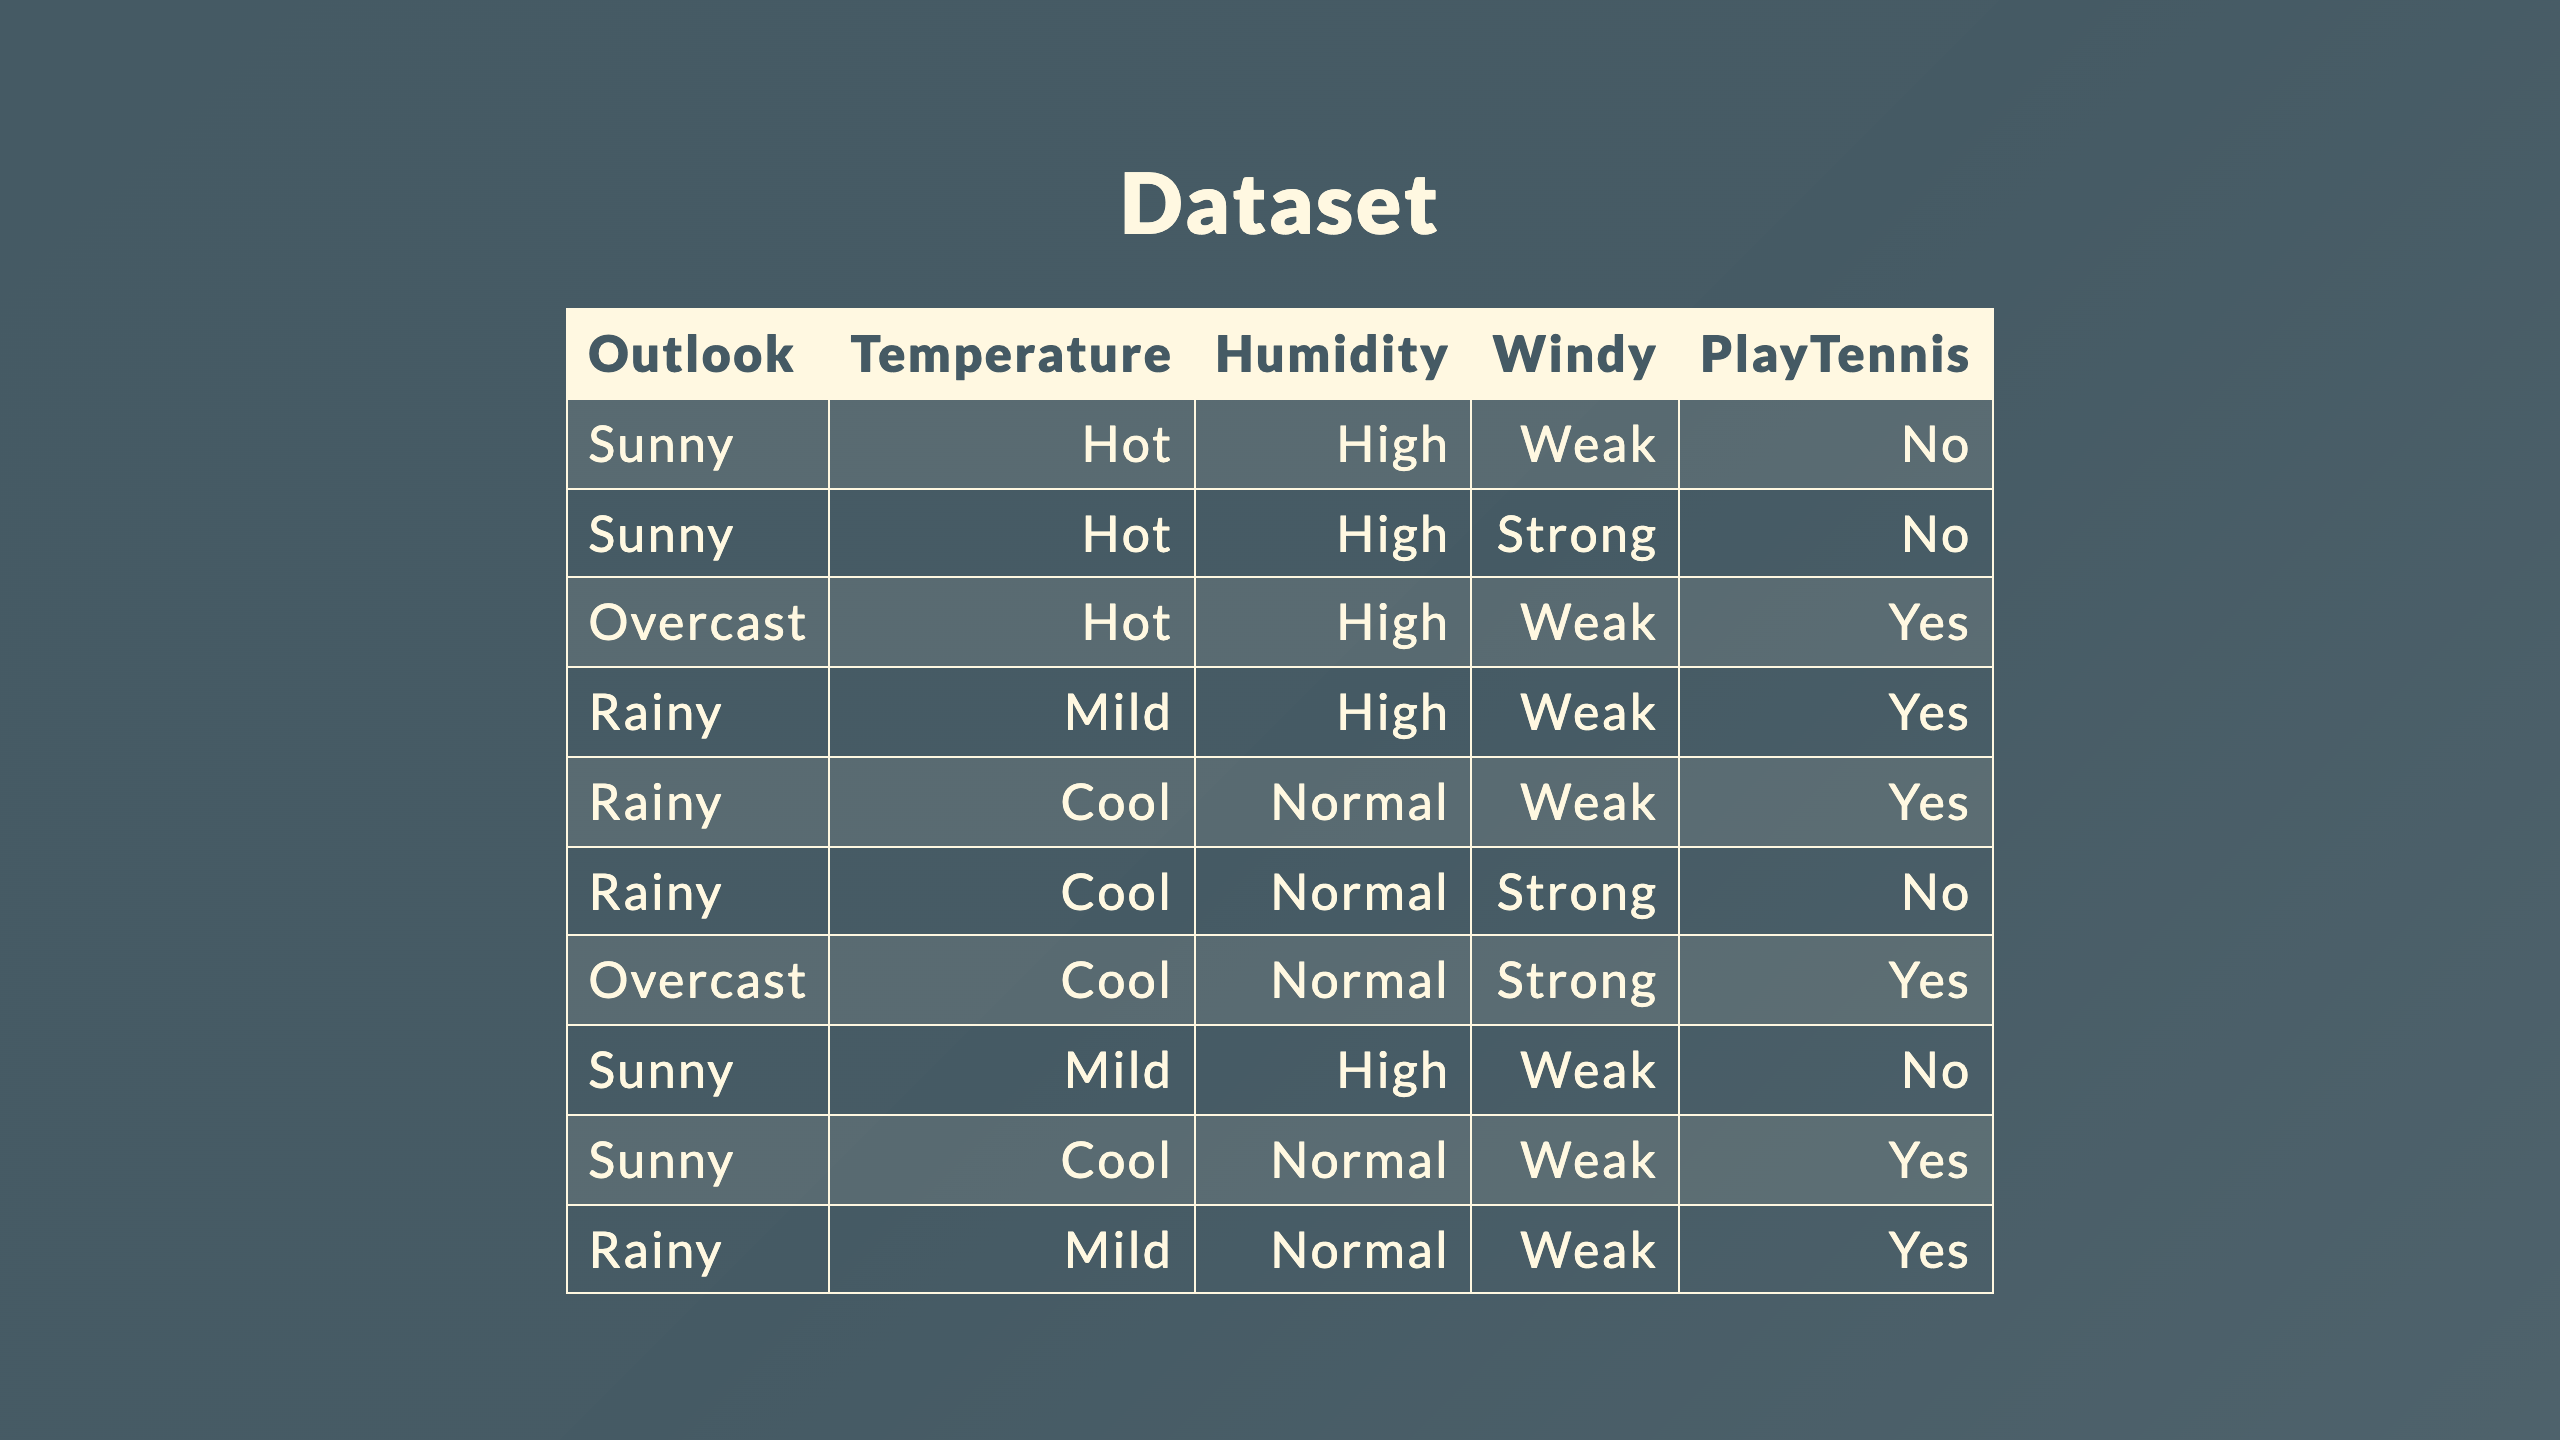 Dataset
Outlook Temperature Humidity Windy PlayTennis
Sunny Hot High Weak No
Sunny Hot High Strong No
Overcast Hot High Weak Yes
Rainy Mild High Weak Yes
Rainy Cool Normal Weak Yes
Rainy Cool Normal Strong No
Overcast Cool Normal Strong Yes
Sunny Mild High Weak No
Sunny Cool Normal Weak Yes
Rainy Mild Normal Weak Yes